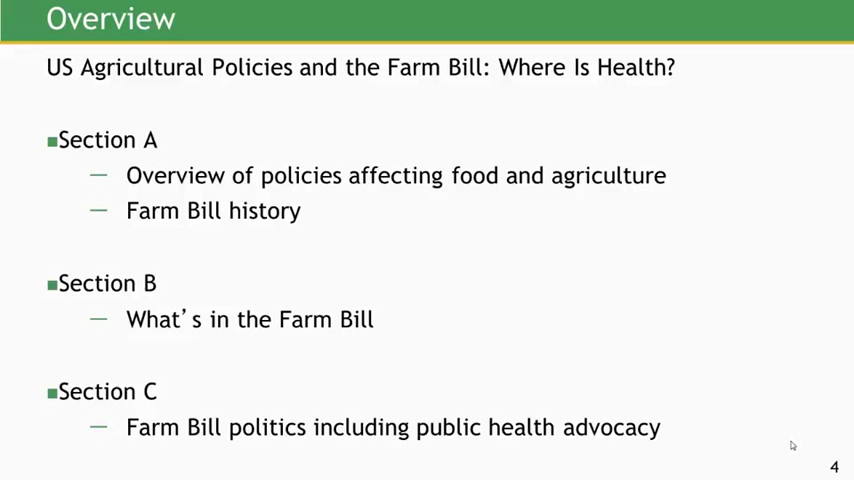 Overview
US Agricultural Policies and the Farm Bill: Where Is Health?
Section A
— Overview of policies affecting food and agriculture
— Farm Bill history
Section B
— What’s in the Farm Bill
Section C
— Farm Bill politics including public health advocacy
4